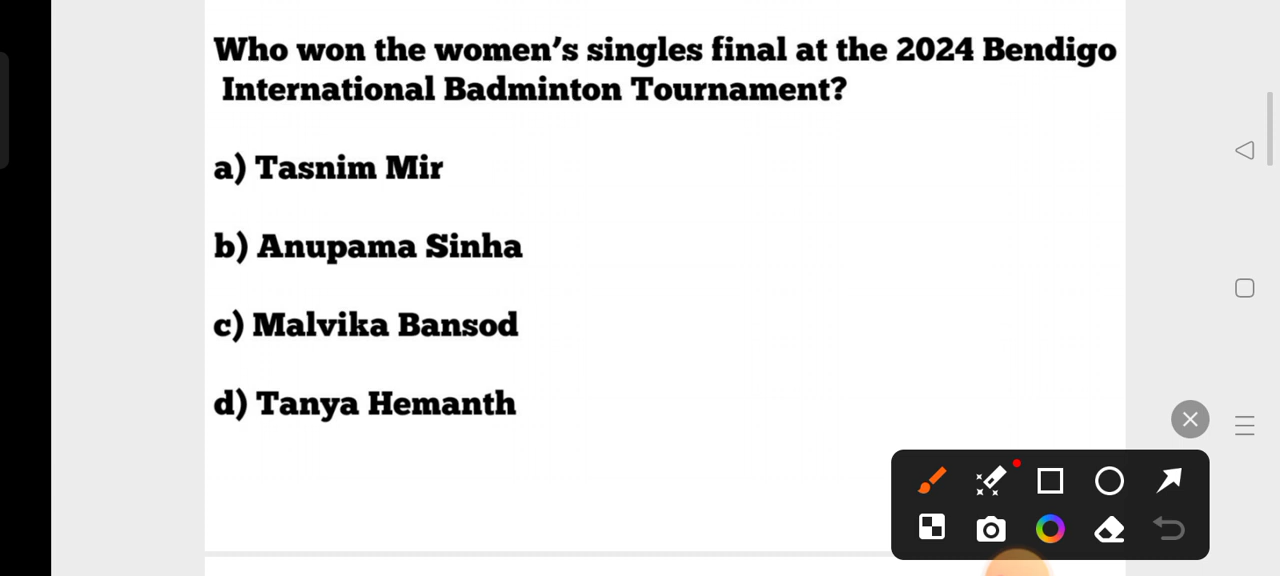 Who won the women’s singles final at the 2024 Bendigo
International Badminton Tournament?
a) Tasnim Mir
b) Anupama Sinha
c) Malvika Bansod
d) Tanya Hemanth